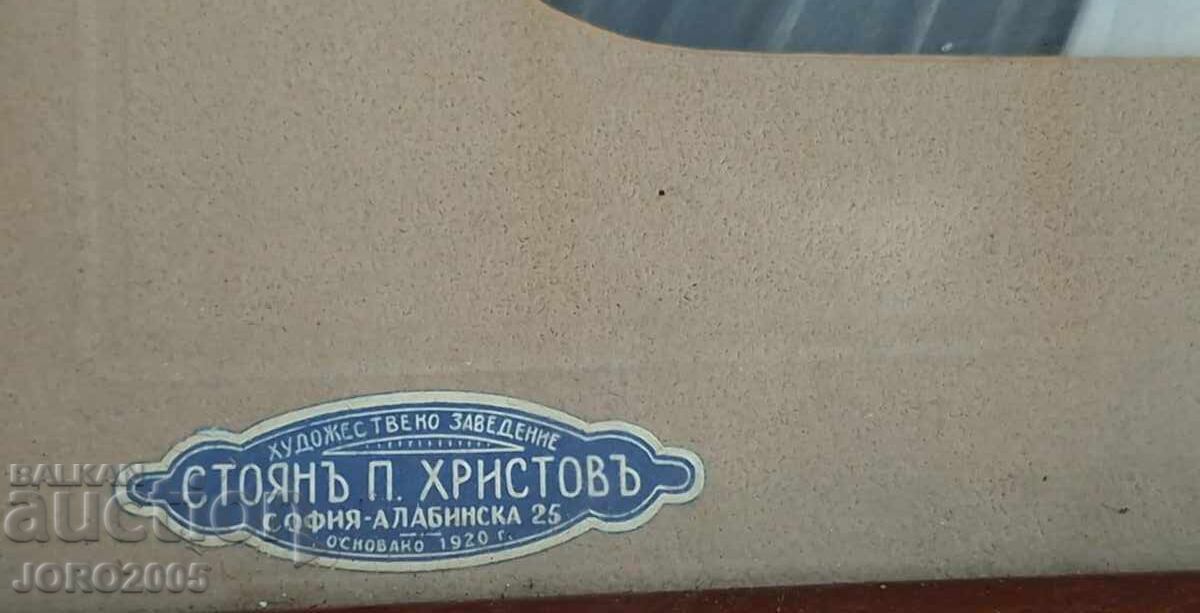 ХУДОЖЕСТВЕНО ЗАВЕДЕНИЕ
СТОЯНЪ П. ХРИСТОВЪ
СОФИЯ-АЛАБИНСКА 25
ОСНОВАНО 1920 г.
BALKAN
auction
JORO2005